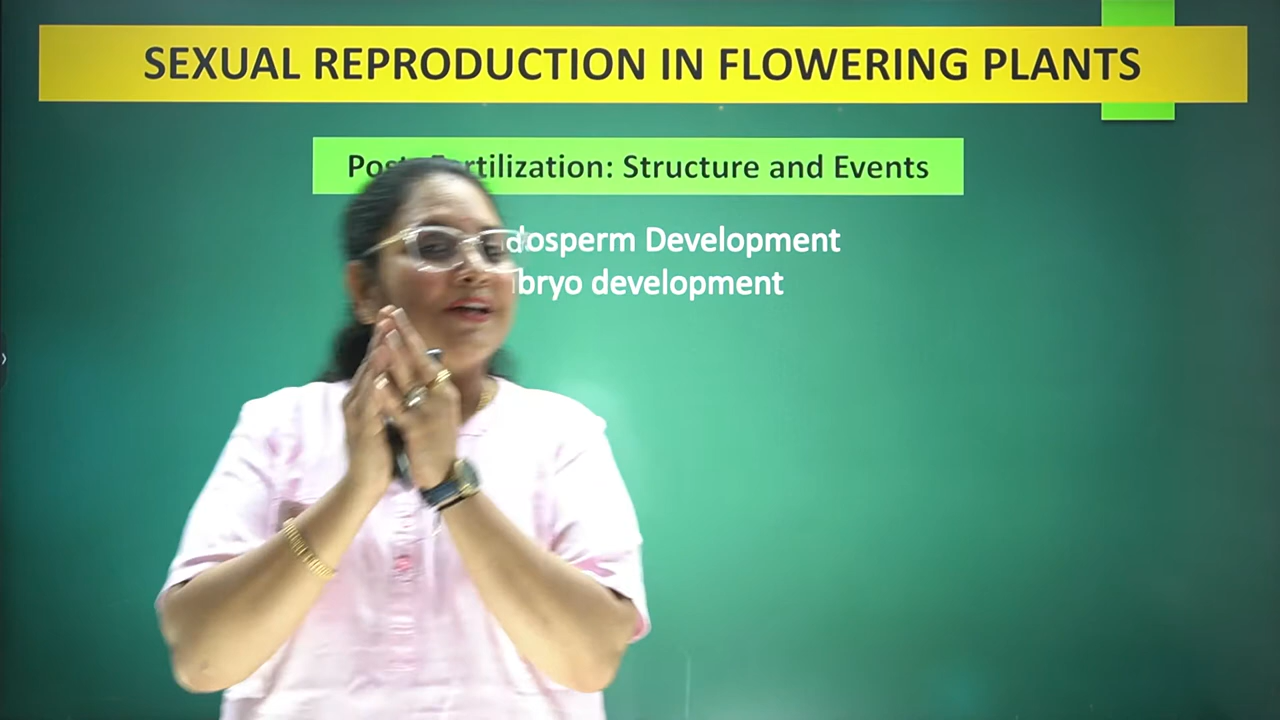 SEXUAL REPRODUCTION IN FLOWERING PLANTS
Structure and Events
Development
development